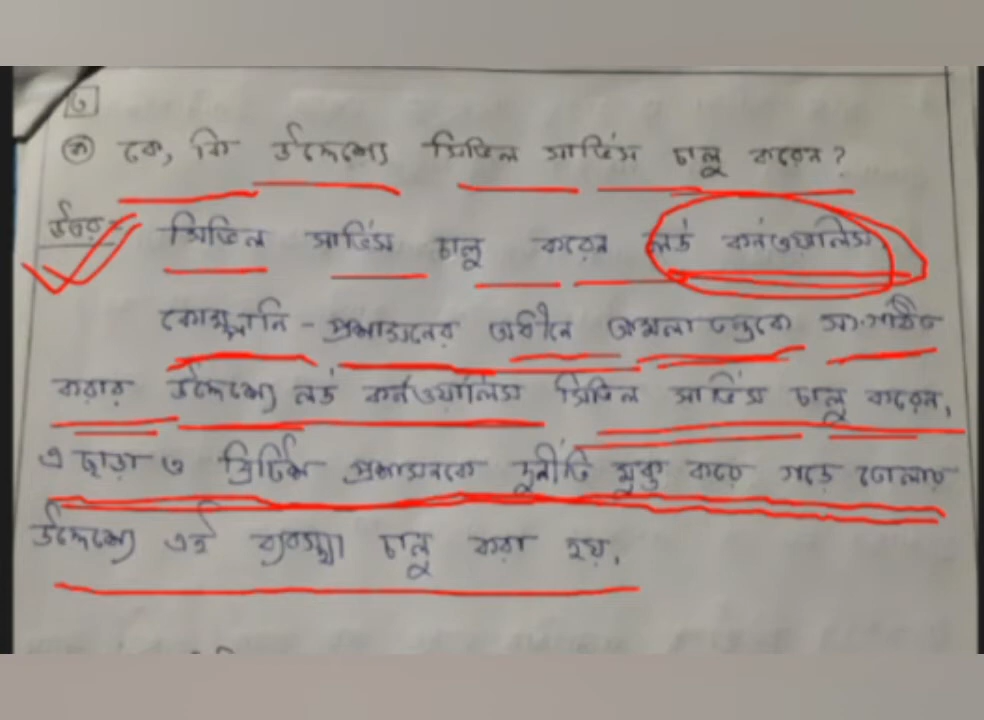 ৩
ক কে, কি উদ্দেশ্যে সিভিল সার্ভিস চালু করেন?
উত্তর:- সিভিল সার্ভিস চালু করেন লর্ড কর্নওয়ালিস
কোম্পানি - প্রশাসনের অধীনে আমলাতন্ত্রকে সংগঠিত
করার উদ্দেশ্যে লর্ড কর্নওয়ালিস সিভিল সার্ভিস চালু করেন,
এ ছাড়া ও ব্রিটিশ প্রশাসনকে দুর্নীতি মুক্ত করে গড়ে তোলার
উদ্দেশ্যে এই ব্যবস্থা চালু করা হয়.